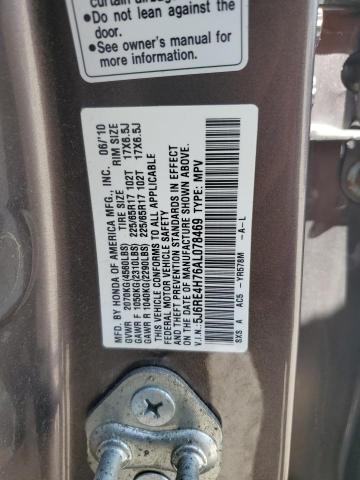 curtain airbag
•Do not lean against the
door.
•See owner's manual for
more information.
MFD. BY HONDA OF AMERICA MFG., INC. 06/'10
GVWR 2070KG(4560LBS) TIRE SIZE RIM SIZE
GAWR F 1050KG(2310LBS) 225/65R17 102T 17X6.5J
GAWR R 1040KG(2290LBS) 225/65R17 102T 17X6.5J
THIS VEHICLE CONFORMS TO ALL APPLICABLE
FEDERAL MOTOR VEHICLE SAFETY, BUMPER, AND
THEFT PREVENTION STANDARDS IN EFFECT
ON THE DATE OF MANUFACTURE SHOWN ABOVE.
V.I.N.: 5J6RE4H76AL078469 TYPE: MPV
SXS A AC5 -YR578M -A-L